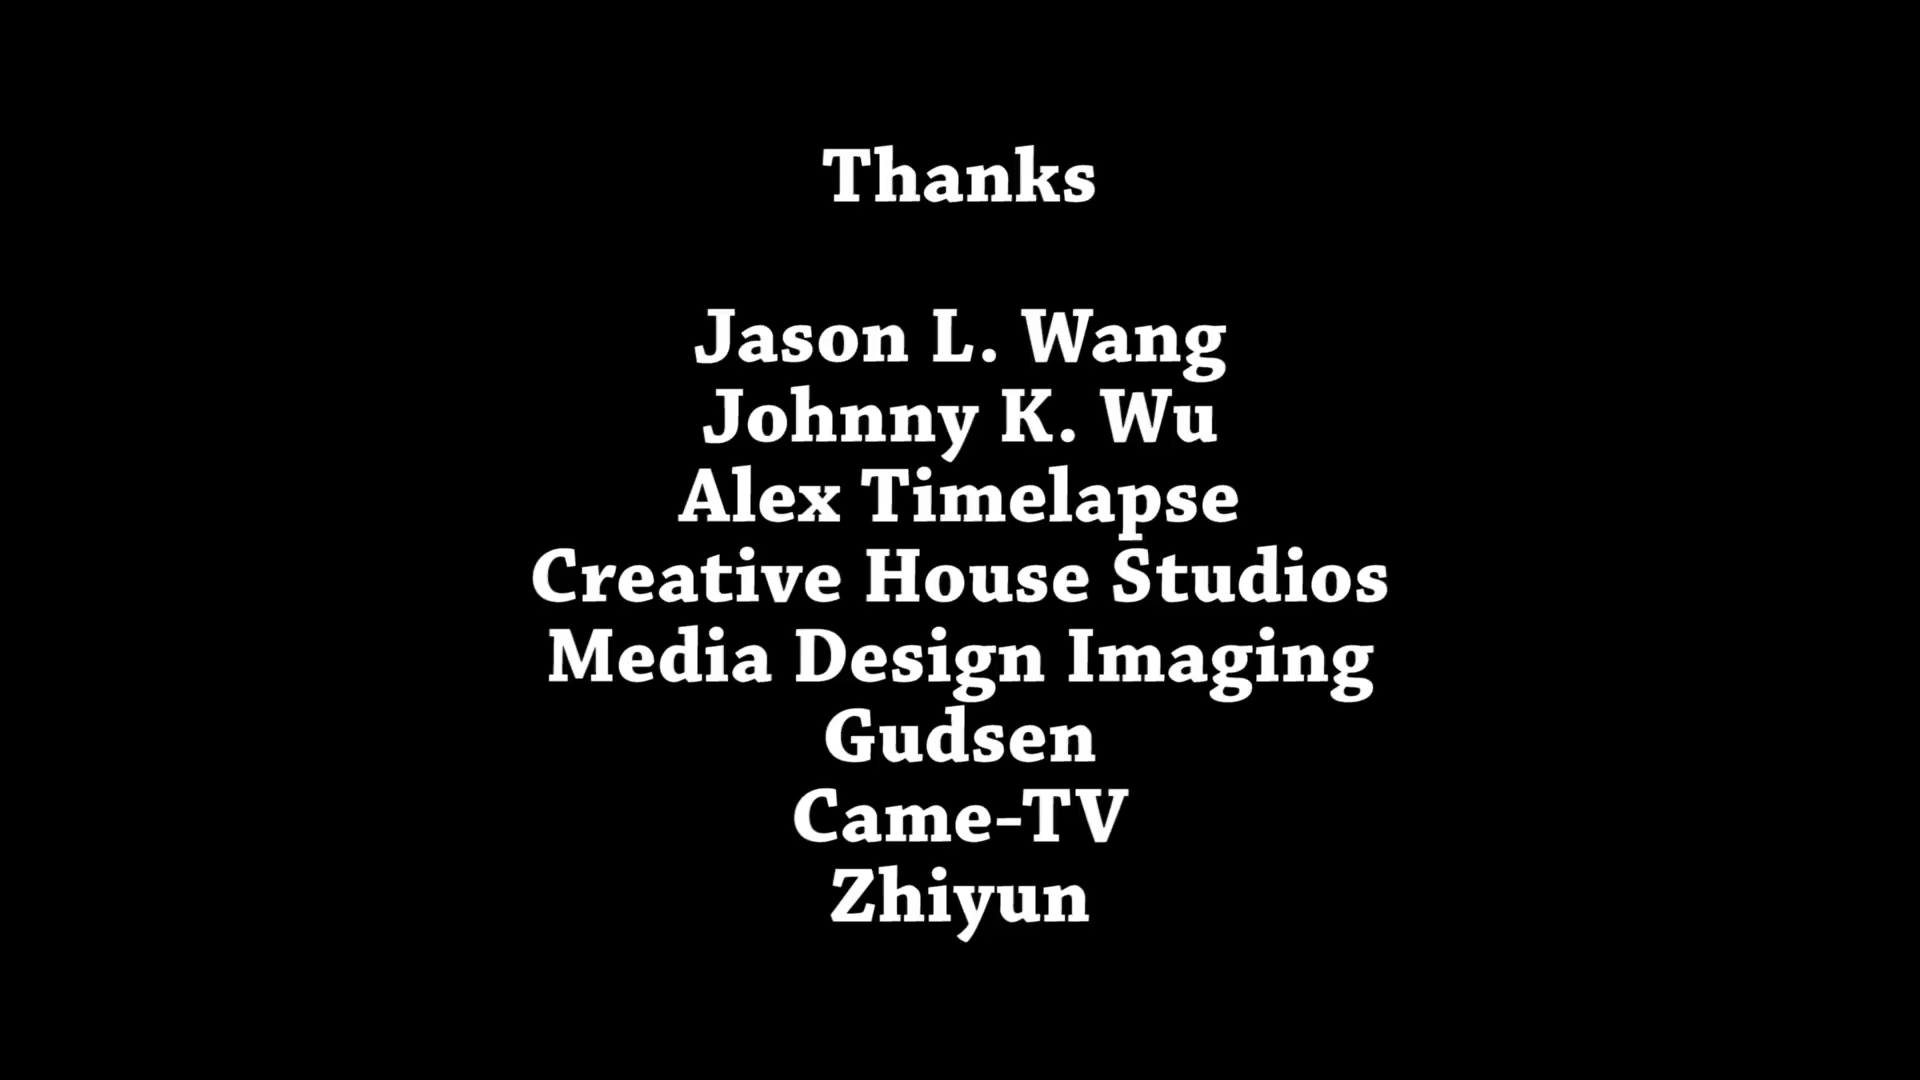 Thanks
Jason L. Wang
Johnny K. Wu
Alex Timelapse
Creative House Studios
Media Design Imaging
Gudsen
Came-TV
Zhiyun